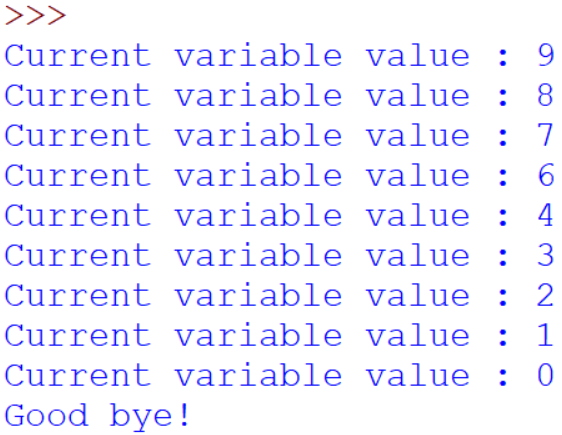 >>>
Current variable value : 9
Current variable value : 8
Current variable value : 7
Current variable value : 6
Current variable value : 4
Current variable value : 3
Current variable value : 2
Current variable value : 1
Current variable value : 0
Good bye!